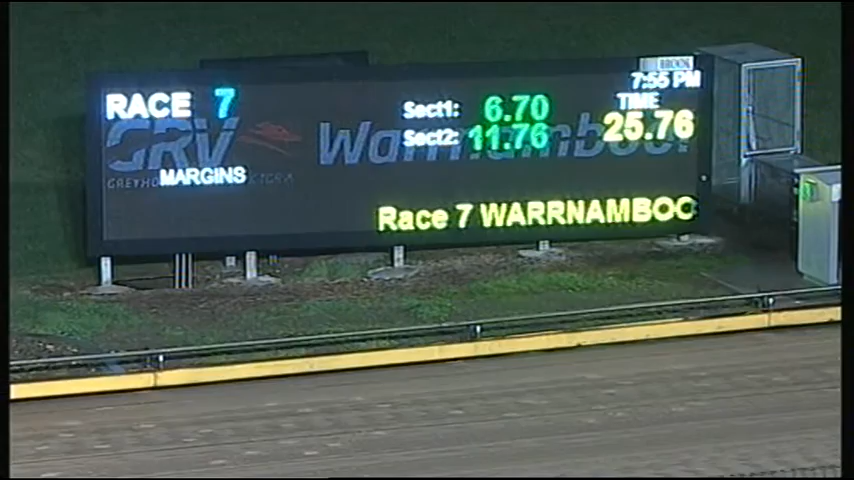 BROOK
7:55 PM
RACE 7
Sect1: 6.70
TIME
Sect2: 11.76
25.76
GRV
Warrnambool
MARGINS
Race 7 WARRNAMBOO